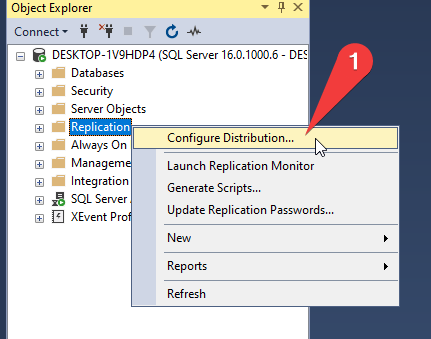 Object Explorer
Connect
DESKTOP-1V9HDP4 (SQL Server 16.0.1000.6 - DES
Databases
Security
Server Objects
Replication
Always On
Manageme
Integration
SQL Server
XEvent Prof
1
Configure Distribution...
Launch Replication Monitor
Generate Scripts...
Update Replication Passwords...
New
Reports
Refresh